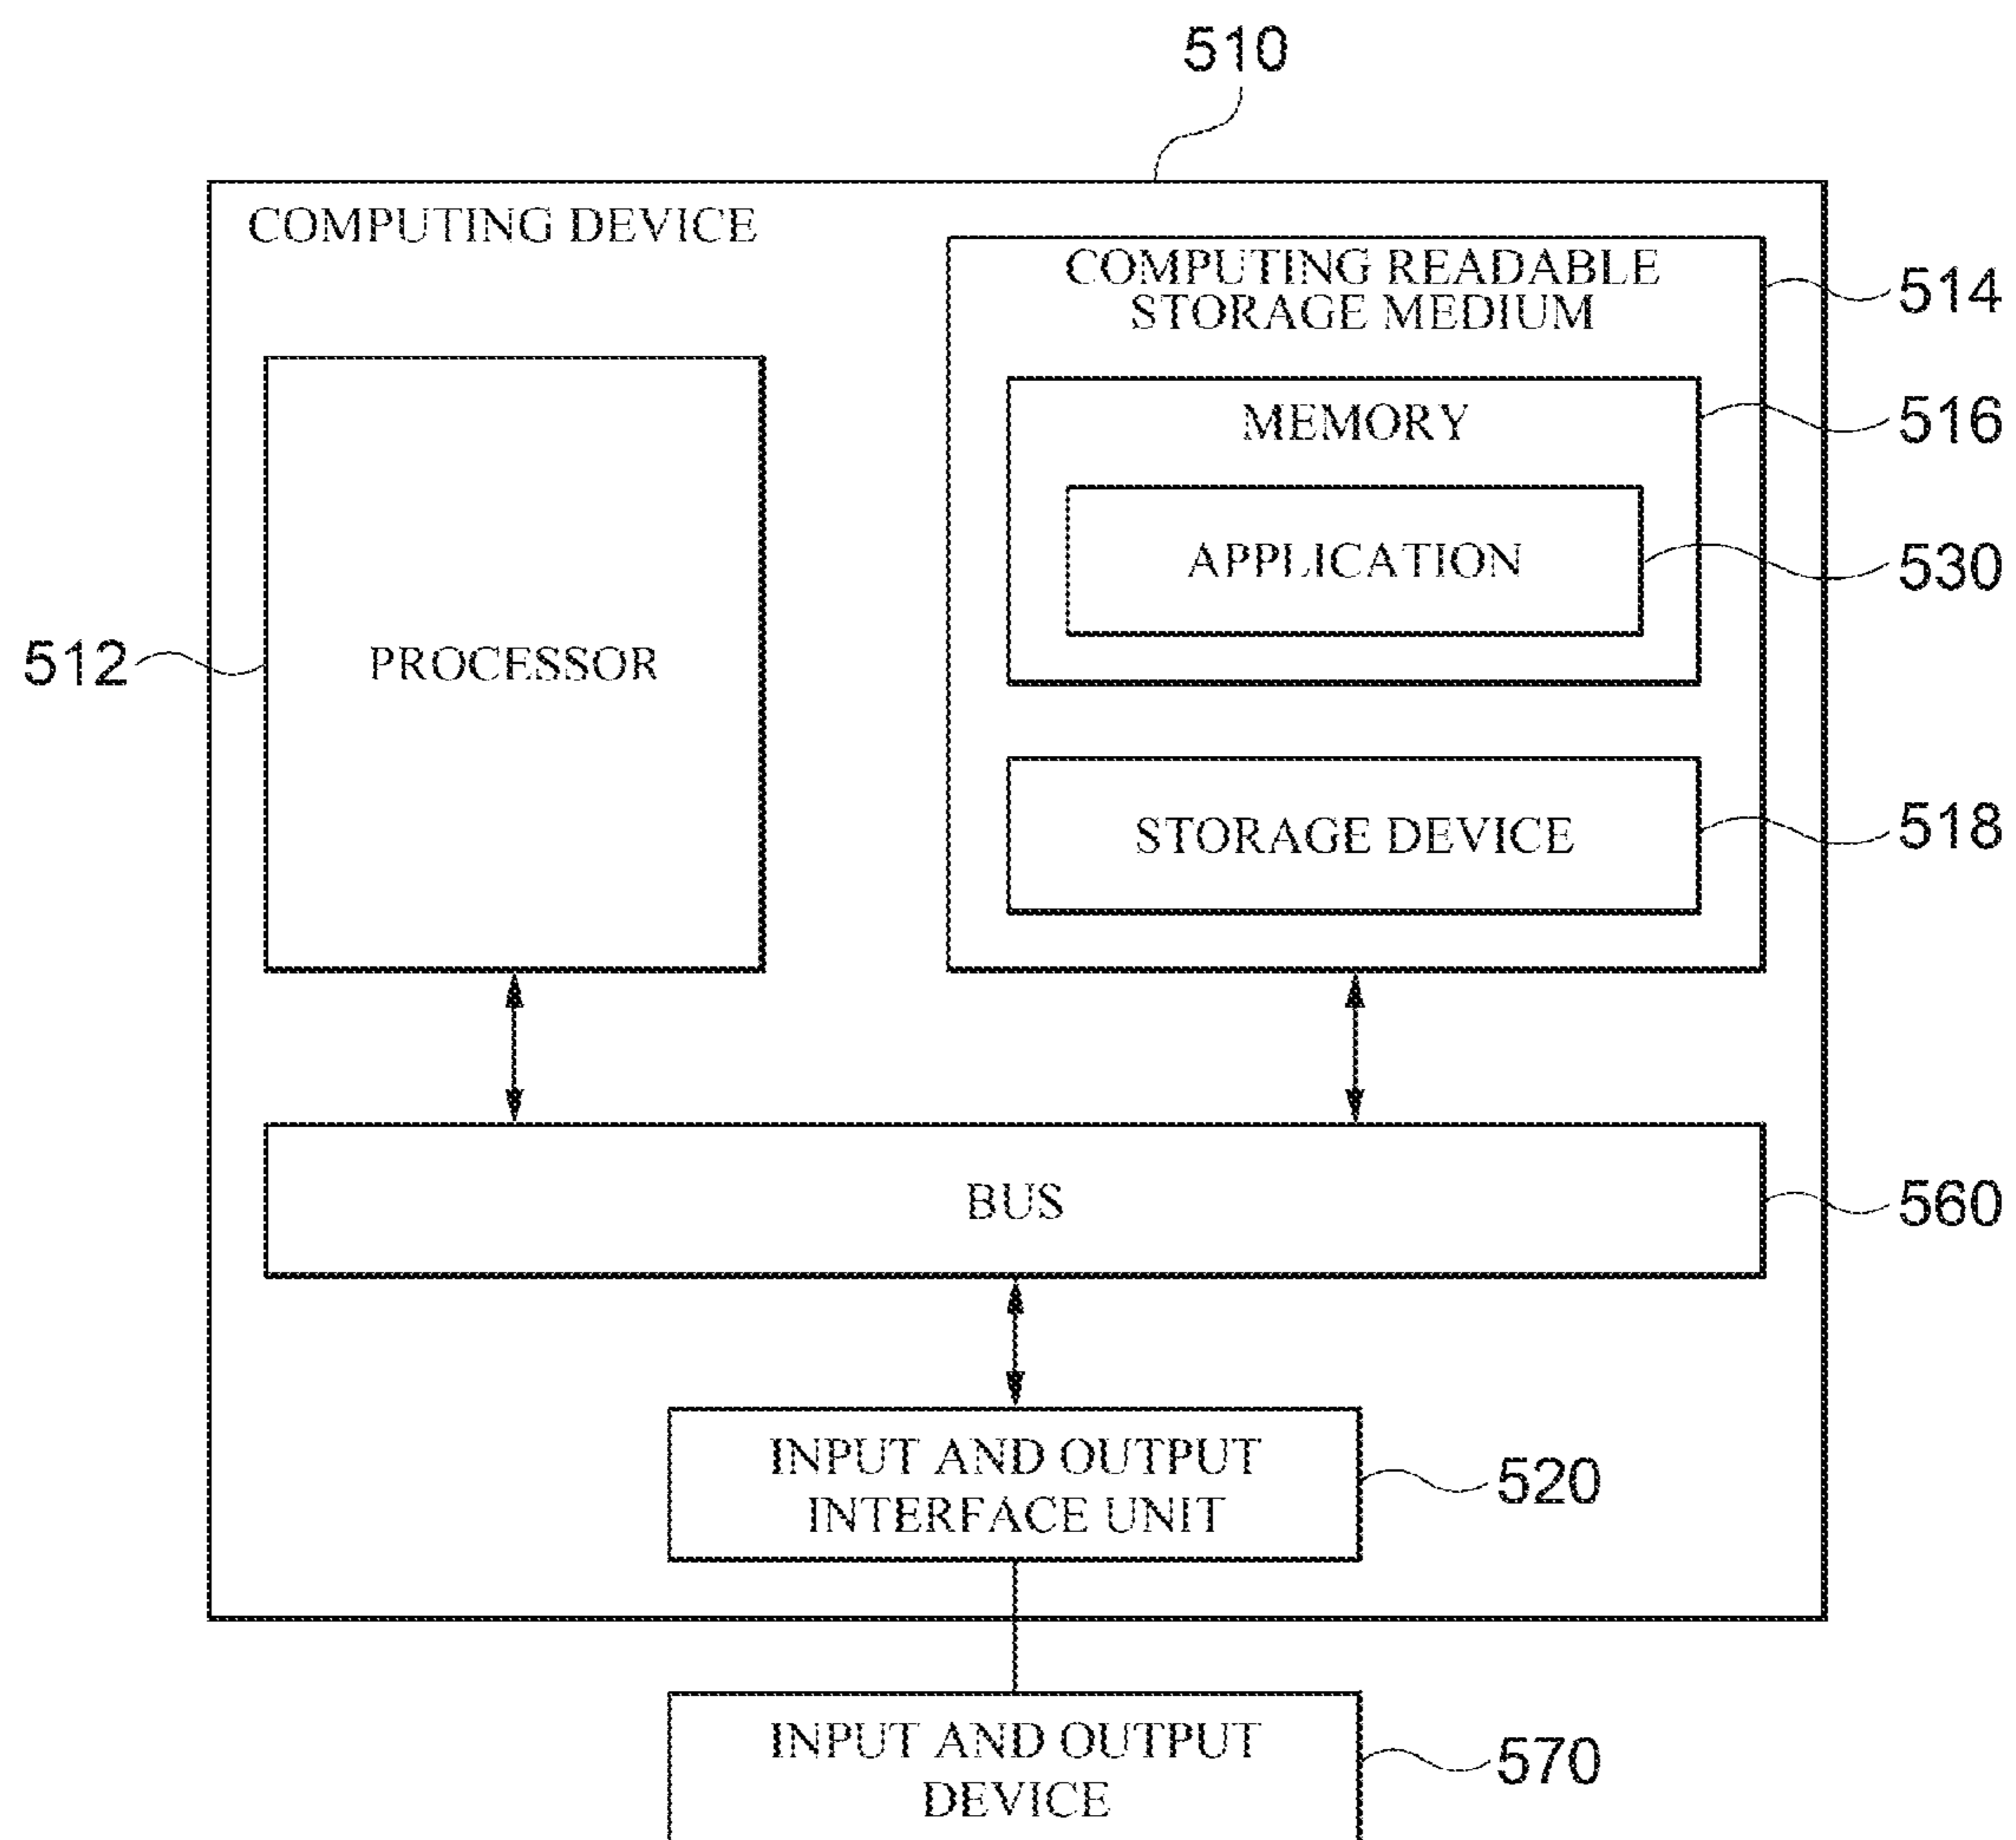 510
COMPUTING DEVICE
COMPUTING READABLE
STORAGE MEDIUM
514
MEMORY
516
APPLICATION
530
512
PROCESSOR
STORAGE DEVICE
518
BUS
560
INPUT AND OUTPUT
INTERFACE UNIT
520
INPUT AND OUTPUT
DEVICE
570